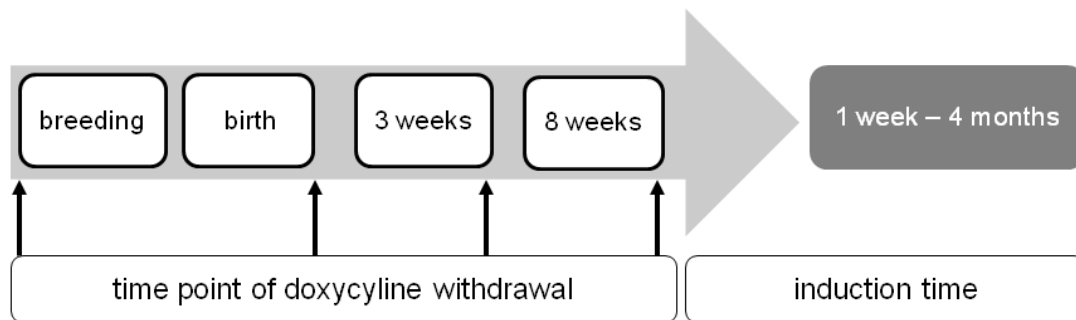 breeding
birth
3 weeks
8 weeks
1 week – 4 months
time point of doxycyline withdrawal
induction time